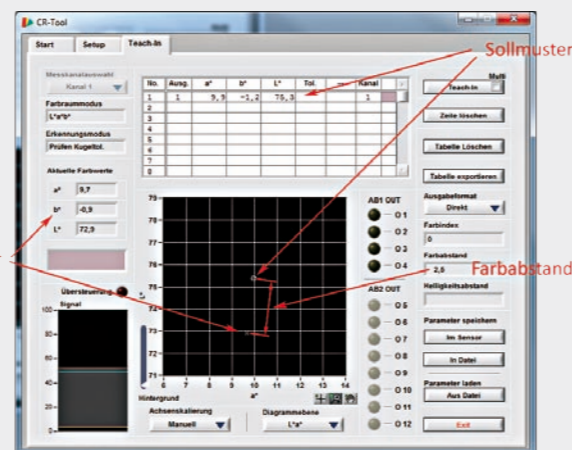 CR-Tool
Start Setup Teach-In
Sollmuster
Messkanalauswahl
Kanal 1
Farbraummodus
L*a*b*
Erkennungsmodus
Prüfen Kugeltol.
Aktuelle Farbwerte
a* 9,7
b* -0,9
L* 72,9
No. Ausg. a* b* L* Tol. --- Kanal
1 1 9,9 -1,2 75,3 1
2
3
4
5
6
7
8
Multi
Teach-In
Zeile löschen
Tabelle Löschen
Tabelle exportieren
Ausgabeformat
Direkt
Farbindex
0
Farbabstand
2,5
Farbabstand
Helligkeitsabstand
Parameter speichern
Im Sensor
In Datei
Parameter laden
Aus Datei
Exit
AB1 OUT
O 1
O 2
O 3
O 4
AB2 OUT
O 5
O 6
O 7
O 8
O 9
O 10
O 11
O 12
79
78
77
76
75
74
73
72
71
6 7 8 9 10 11 12 13 14
a*
Übersteuerung
Signal
100
80
60
40
20
0
Hintergrund
Achsenskalierung
Manuell
Diagrammebene
L*a*